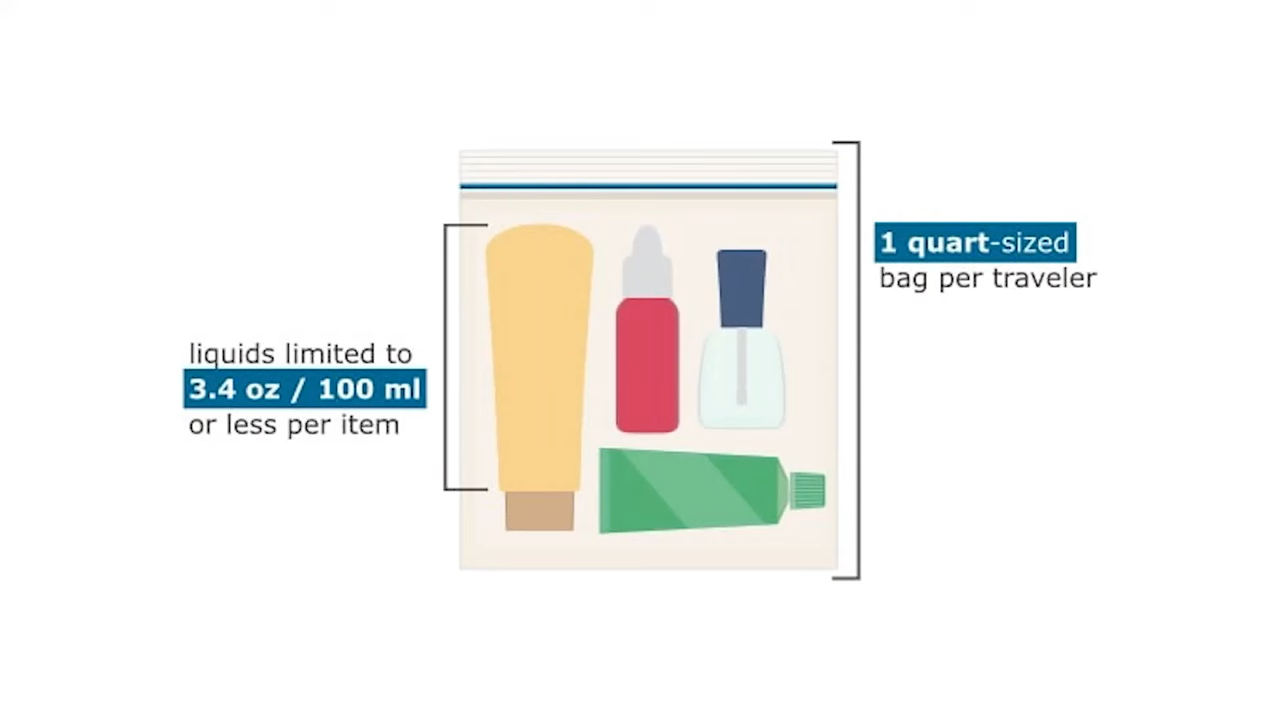 liquids limited to
3.4 oz / 100 ml
or less per item
1 quart-sized
bag per traveler